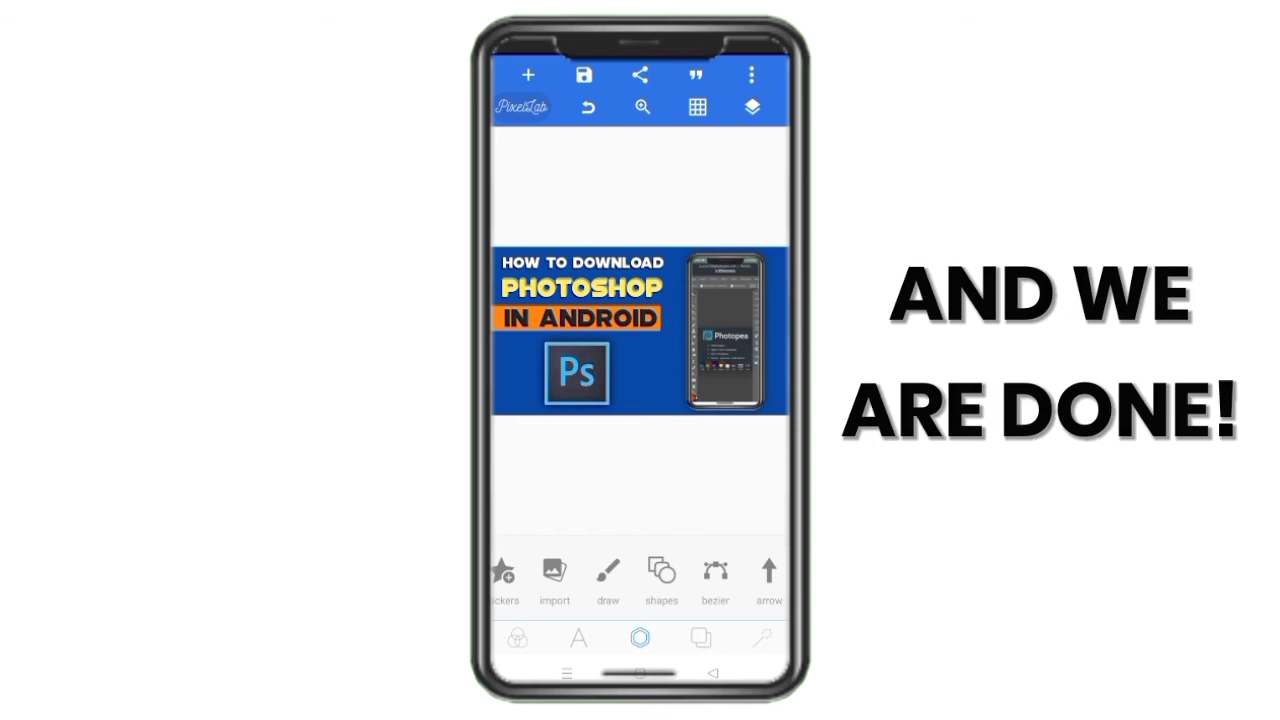 PixelLab
HOW TO DOWNLOAD
PHOTOSHOP
IN ANDROID
Ps
Photopea
AND WE
ARE DONE!
ickers
import
draw
shapes
bezier
arrow